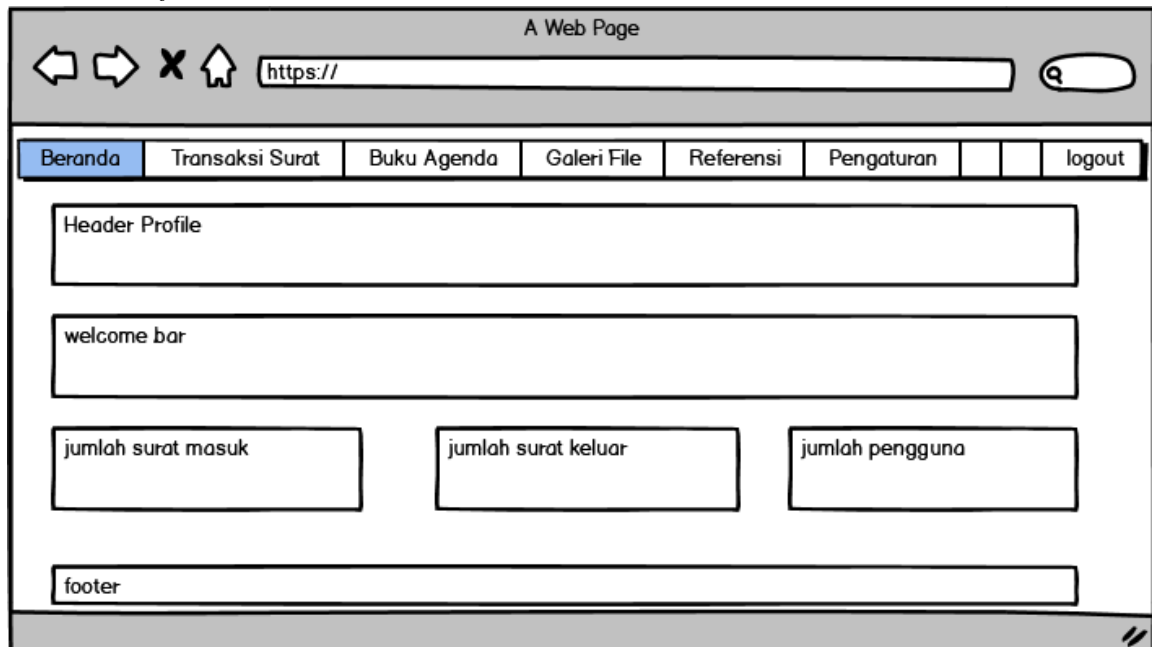 A Web Page
https://
Beranda Transaksi Surat Buku Agenda Galeri File Referensi Pengaturan logout
Header Profile
welcome bar
jumlah surat masuk jumlah surat keluar jumlah pengguna
footer